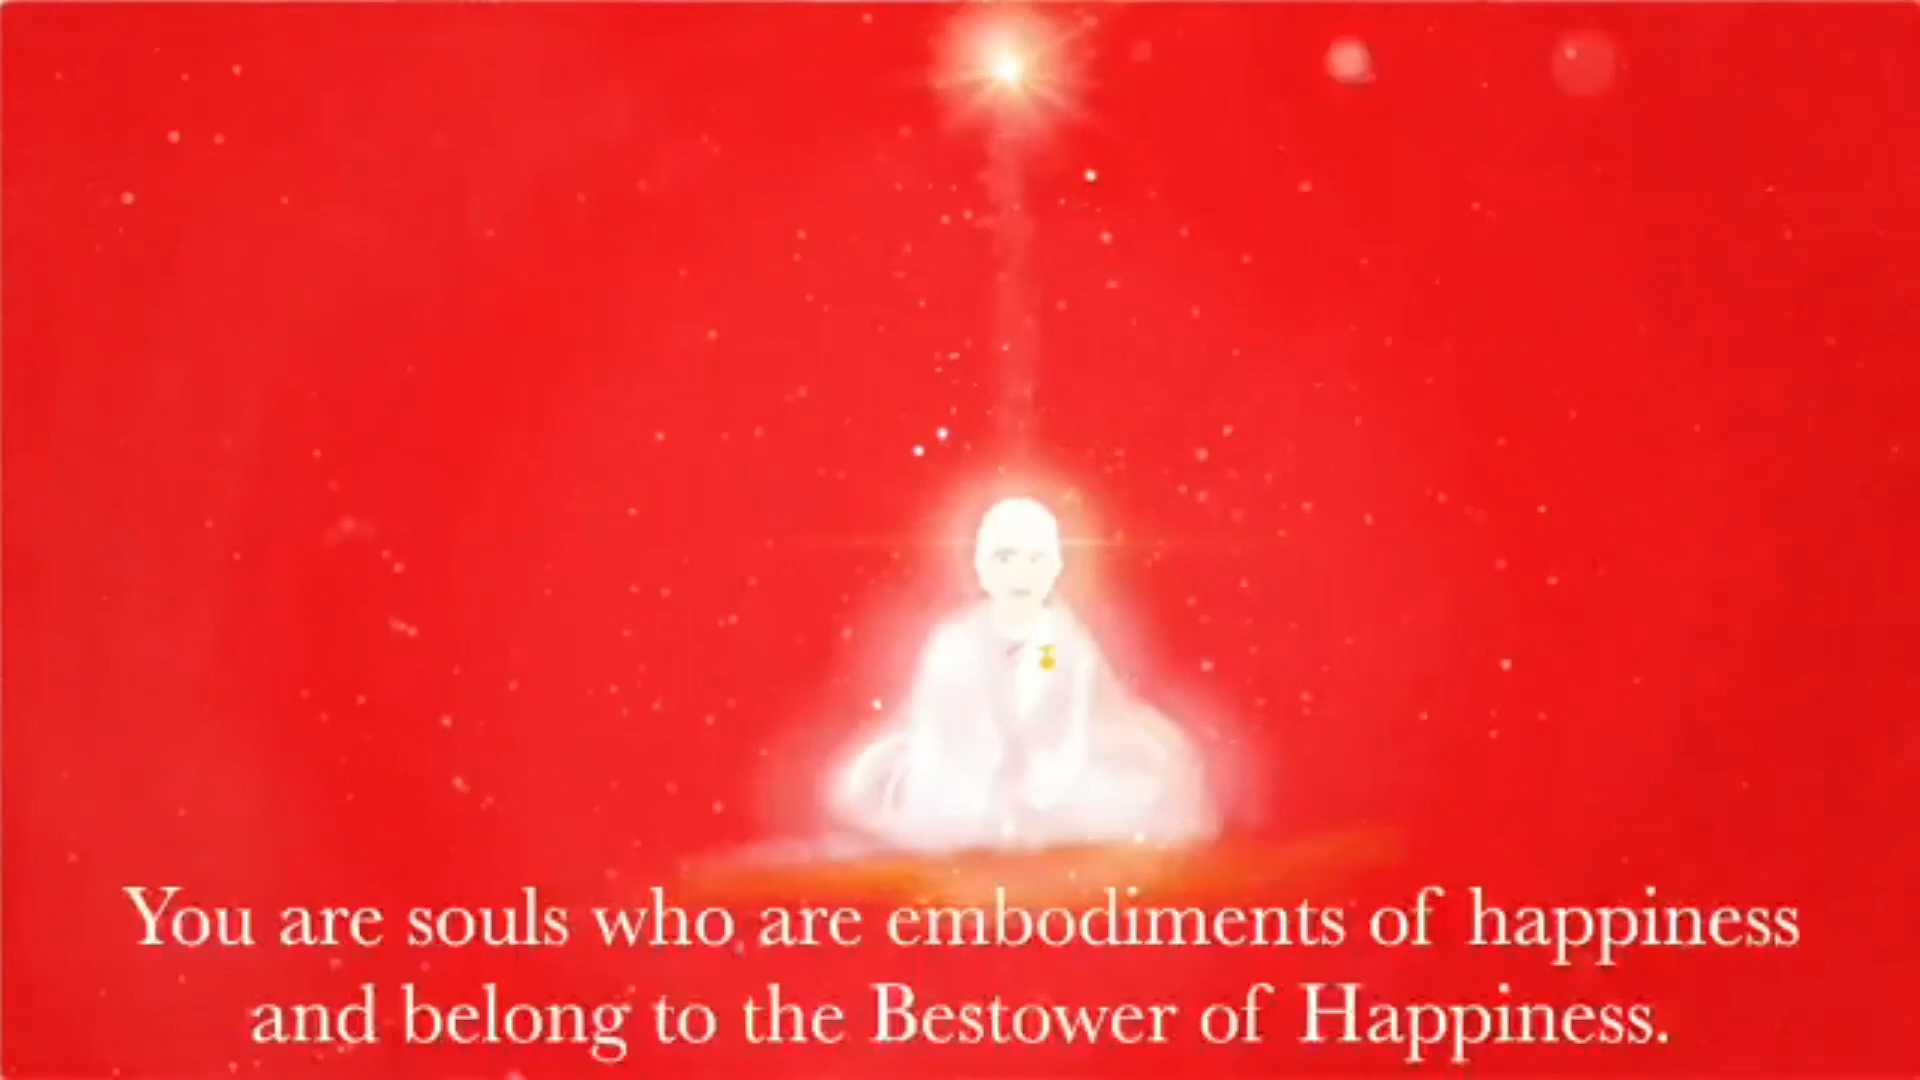 You are souls who are embodiments of happiness
and belong to the Bestower of Happiness.